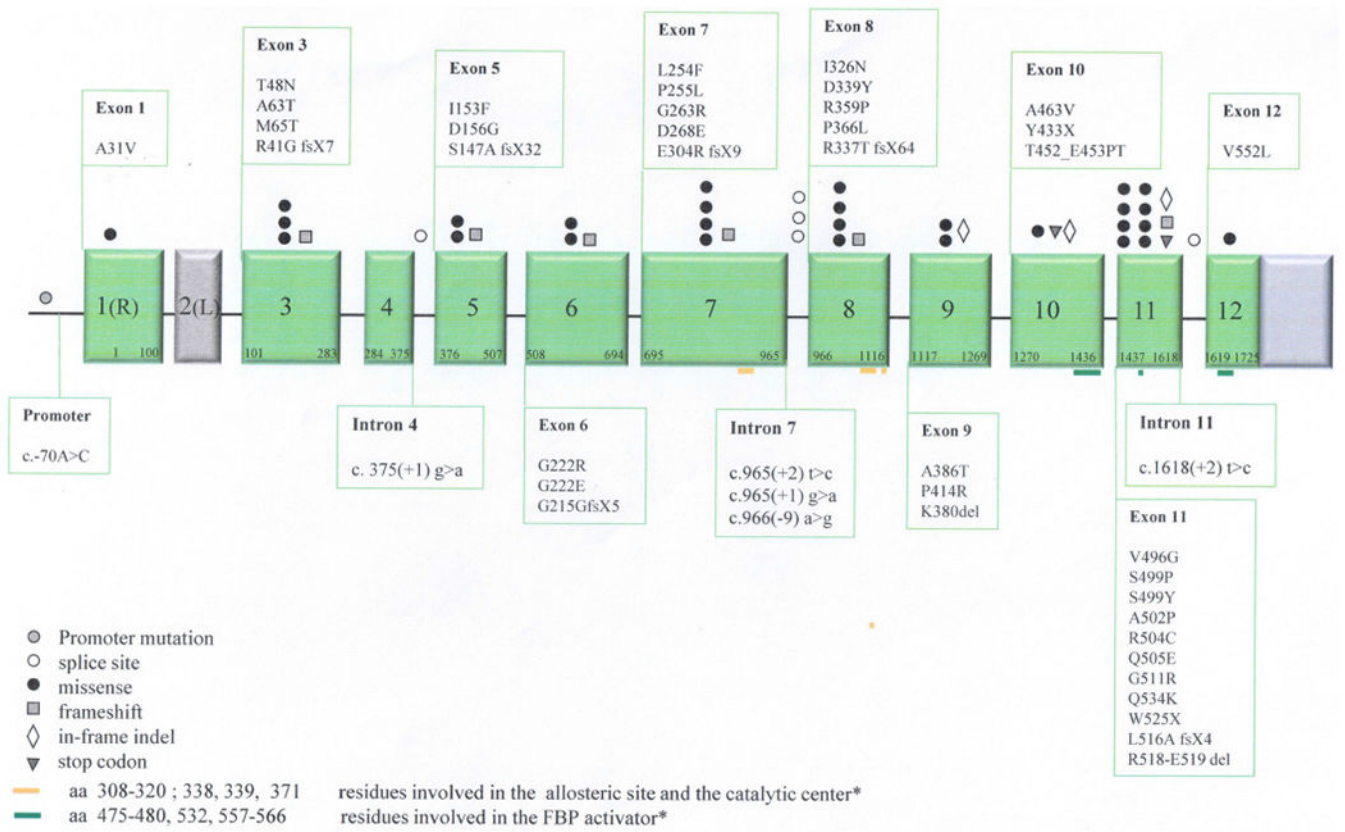 Exon 1
A31V
Exon 3
T48N
A63T
M65T
R41G fsX7
Exon 5
I153F
D156G
S147A fsX32
Exon 7
L254F
P255L
G263R
D268E
E304R fsX9
Exon 8
I326N
D339Y
R359P
P366L
R337T fsX64
Exon 10
A463V
Y433X
T452_E453PT
Exon 12
V552L
1(R)
2(L)
3
4
5
6
7
8
9
10
11
12
1 100
101 283
284 375
376 507
508 694
695 965
966 1116
1117 1269
1270 1436
1437 1618
1619 1725
Promoter
c.-70A>C
Intron 4
c. 375(+1) g>a
Exon 6
G222R
G222E
G215GfsX5
Intron 7
c.965(+2) t>c
c.965(+1) g>a
c.966(-9) a>g
Exon 9
A386T
P414R
K380del
Intron 11
c.1618(+2) t>c
Exon 11
V496G
S499P
S499Y
A502P
R504C
Q505E
G511R
Q534K
W525X
L516A fsX4
R518-E519 del
Promoter mutation
splice site
missense
frameshift
in-frame indel
stop codon
aa 308-320 ; 338, 339, 371 residues involved in the allosteric site and the catalytic center*
aa 475-480, 532, 557-566 residues involved in the FBP activator*